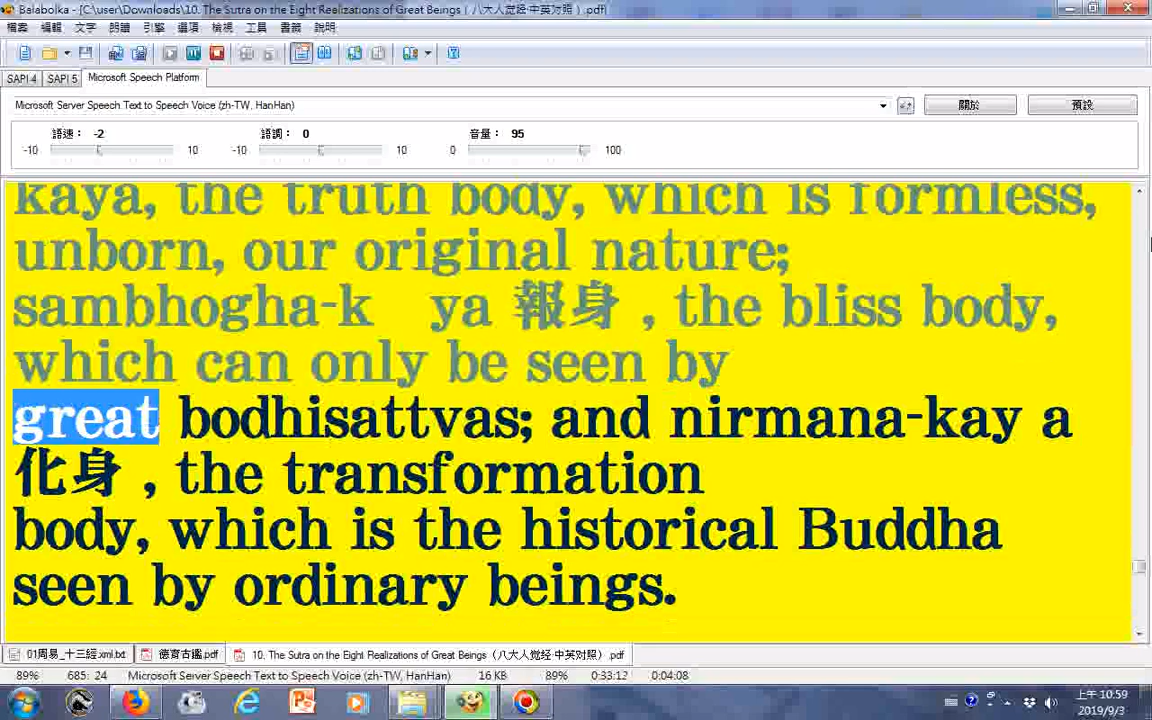 Balabolka - [C:\user\Downloads\10. The Sutra on the Eight Realizations of Great Beings（八大人觉经·中英对照）.pdf]
檔案 編輯 文字 朗讀 引擎 選項 檢視 工具 書籤 說明
SAPI 4 SAPI 5 Microsoft Speech Platform
Microsoft Server Speech Text to Speech Voice (zh-TW, HanHan) 關於 預設
語速： -2 語調： 0 音量： 95
-10 10 -10 10 0 100
kaya, the truth body, which is formless,
unborn, our original nature;
sambhogha-k ya 報身 , the bliss body,
which can only be seen by
great bodhisattvas; and nirmana-kay a
化身 , the transformation
body, which is the historical Buddha
seen by ordinary beings.
01周易_十三經.xml.txt 德育古鑑.pdf 10. The Sutra on the Eight Realizations of Great Beings（八大人觉经·中英对照）.pdf
89% 685: 24 Microsoft Server Speech Text to Speech Voice (zh-TW, HanHan) 16 KB 89% 0:33:12 0:04:08
上午 10:59
2019/9/3